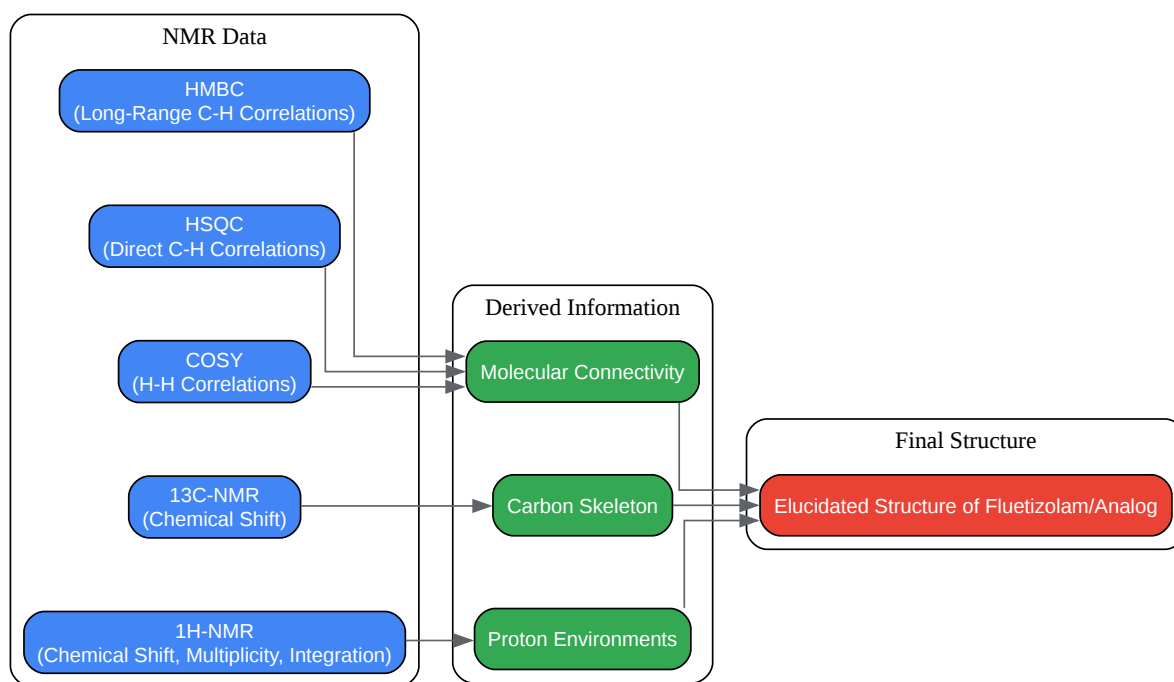 NMR Data
HMBC
(Long-Range C-H Correlations)
HSQC
(Direct C-H Correlations)
COSY
(H-H Correlations)
13C-NMR
(Chemical Shift)
1H-NMR
(Chemical Shift, Multiplicity, Integration)
Derived Information
Molecular Connectivity
Carbon Skeleton
Proton Environments
Final Structure
Elucidated Structure of Fluetizolam/Analog